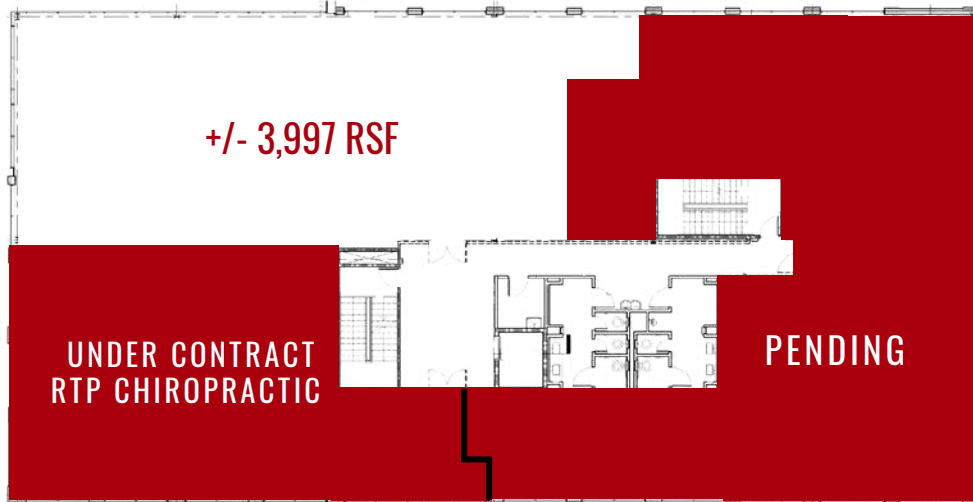 +/- 3,997 RSF
UNDER CONTRACT
RTP CHIROPRACTIC
PENDING